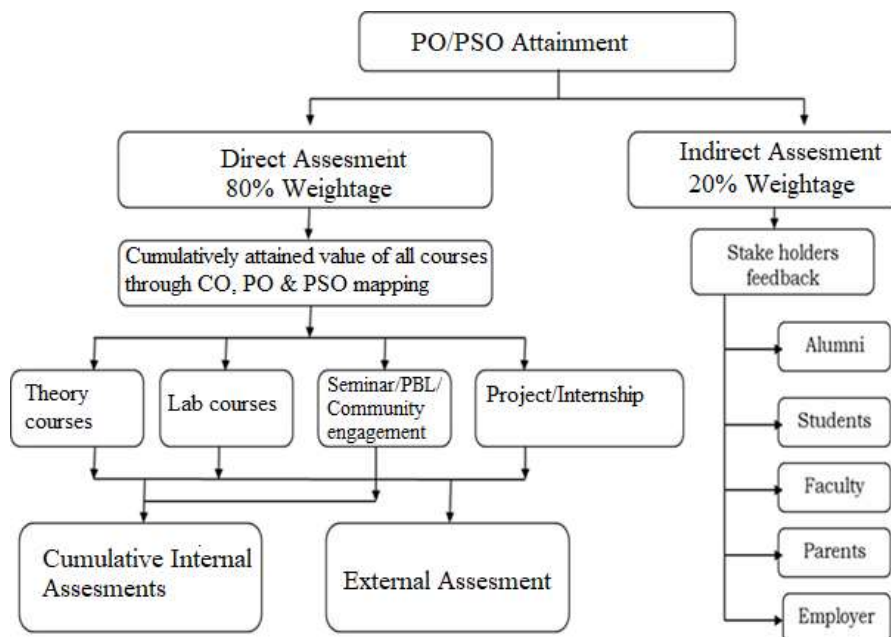 PO/PSO Attainment
Direct Assesment
80% Weightage
Indirect Assesment
20% Weightage
Cumulatively attained value of all courses
through CO, PO & PSO mapping
Stake holders
feedback
Theory
courses
Lab courses
Seminar/PBL/
Community
engagement
Project/Internship
Alumni
Students
Faculty
Parents
Employer
Cumulative Internal
Assesments
External Assesment